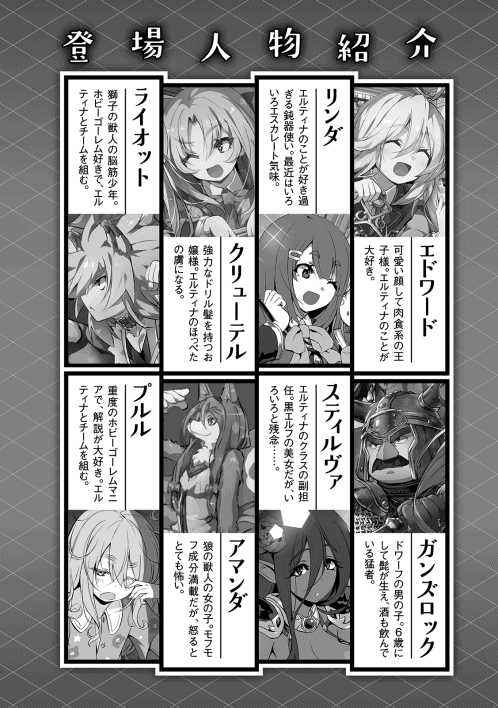 登場人物紹介
エドワード
可愛い顔して肉食系の王
子様。エルティナのことが
大好き。
リンダ
エルティナのことが好き過
ぎる鈍器使い。最近はいろ
いろエスカレート気味。
クリューテル
強力なドリル髪を持つお
嬢様。エルティナのほっぺた
の虜になる。
ライオット
獅子の獣人の脳筋少年。
ホビーゴーレム好きで、エル
ティナとチームを組む。
ガンズロック
ドワーフの男の子。６歳に
して髭が生え、酒も飲んで
いる猛者。
スティルヴァ
エルティナのクラスの副担
任。黒エルフの美女だが、い
ろいろと残念……。
アマンダ
狼の獣人の女の子。モフモ
フ成分満載だが、怒ると
とても怖い。
プルル
重度のホビーゴーレムマニ
アで、解説が大好き。エル
ティナとチームを組む。